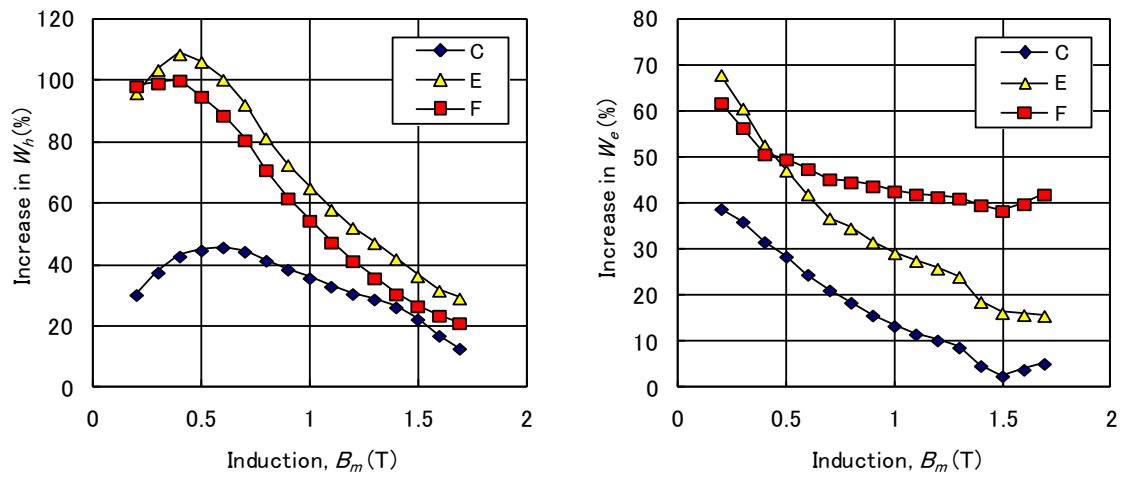 120
100
80
60
40
20
0
0 0.5 1 1.5 2
Increase in Wh (%)
Induction, Bm (T)
C
E
F
80
70
60
50
40
30
20
10
0
0 0.5 1 1.5 2
Increase in We (%)
Induction, Bm (T)
C
E
F